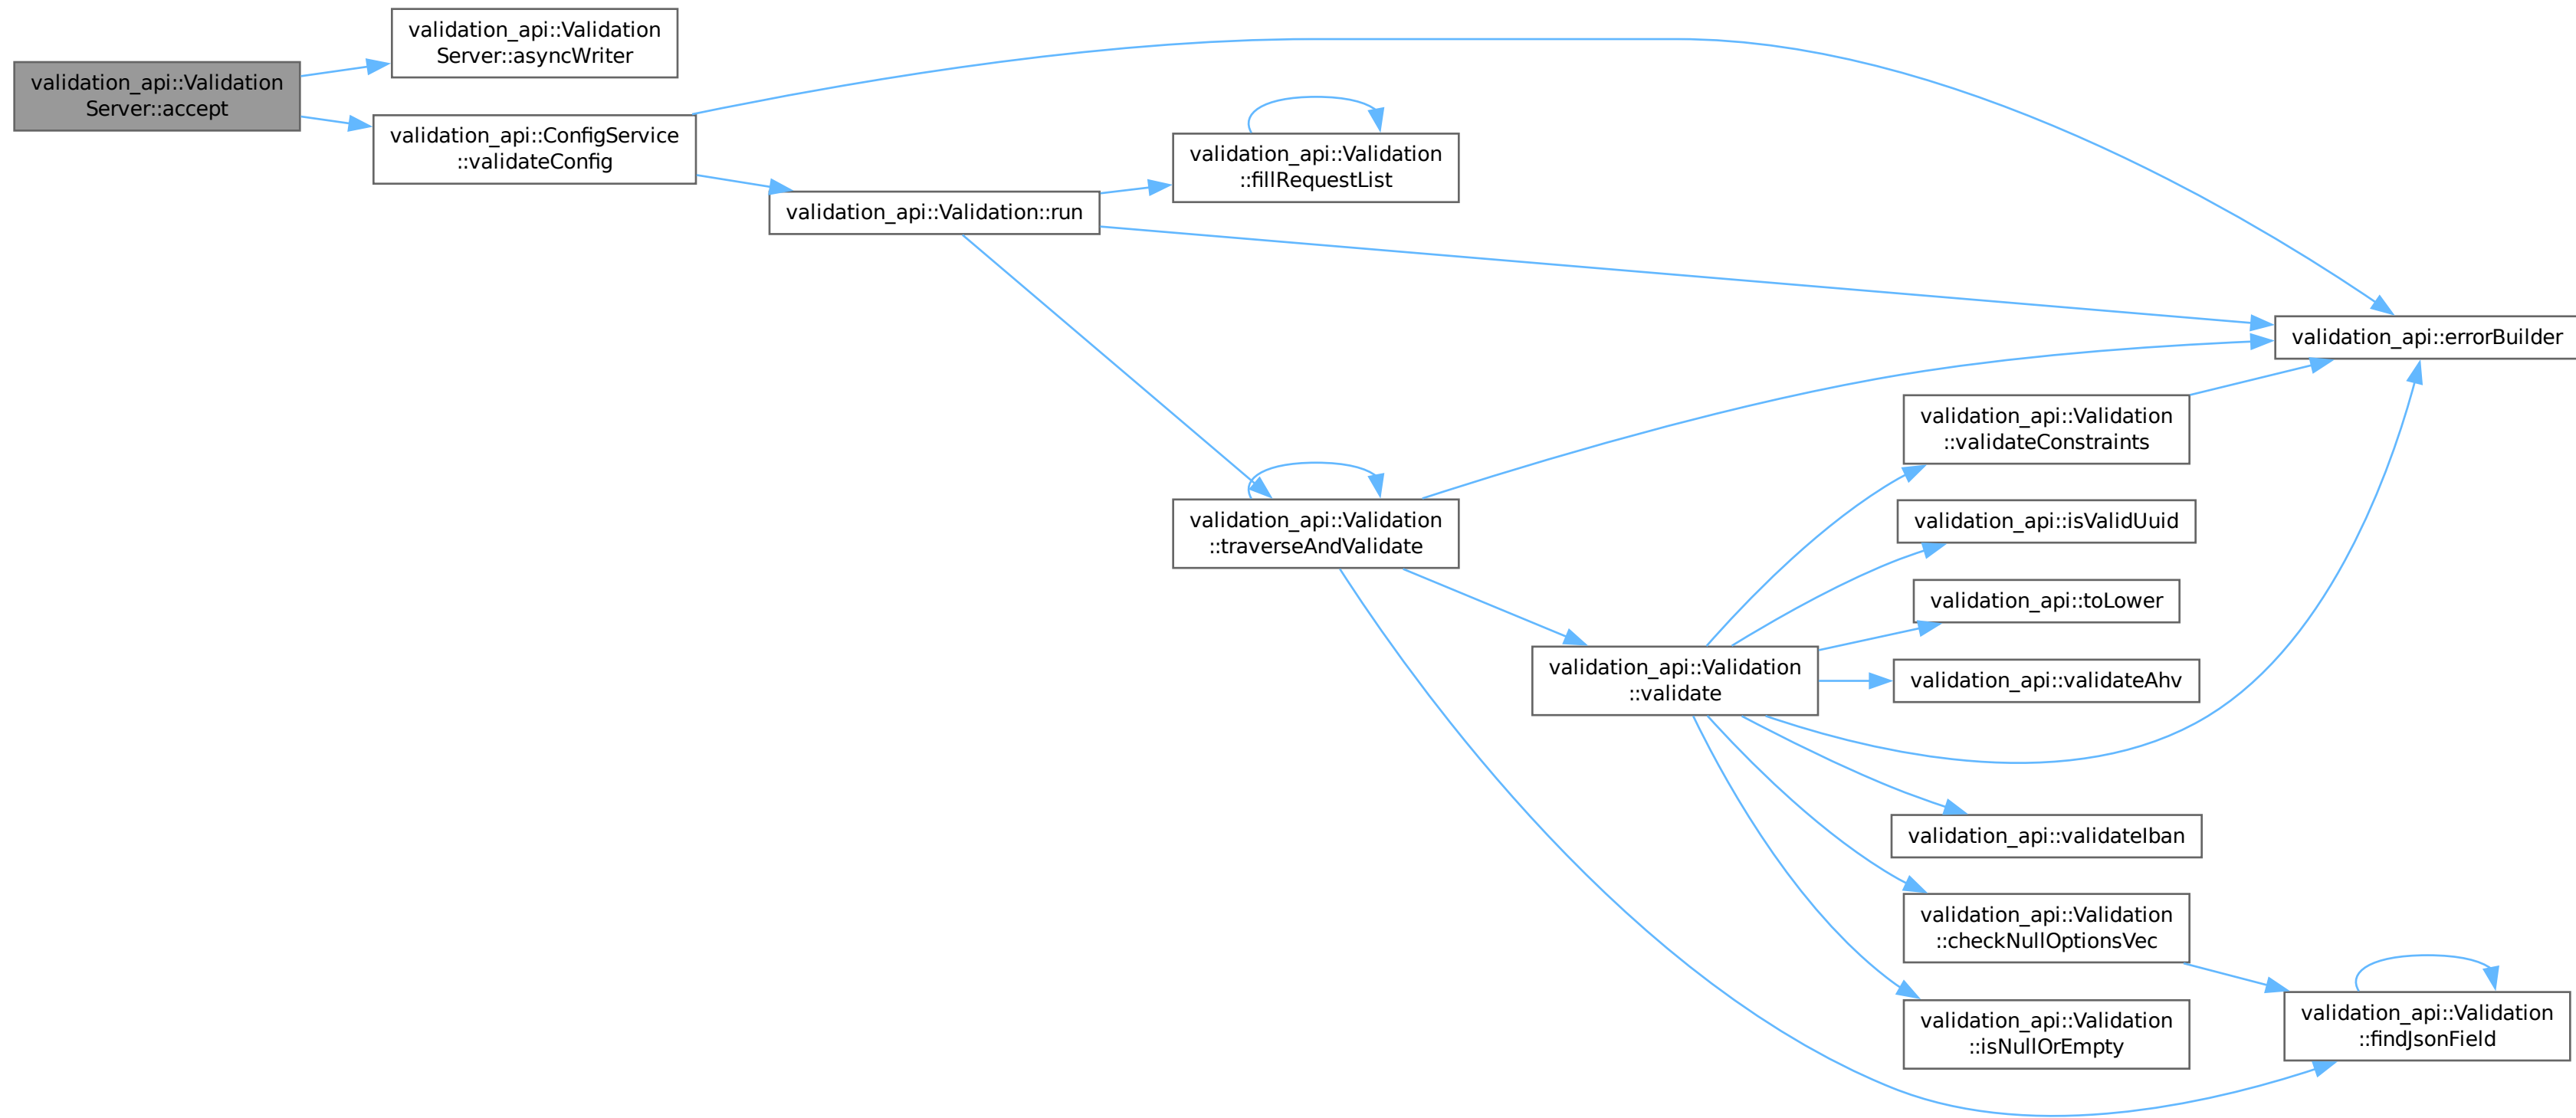 validation_api::Validation
Server::accept
validation_api::Validation
Server::asyncWriter
validation_api::ConfigService
::validateConfig
validation_api::Validation::run
validation_api::Validation
::fillRequestList
validation_api::errorBuilder
validation_api::Validation
::traverseAndValidate
validation_api::Validation
::validate
validation_api::Validation
::validateConstraints
validation_api::isValidUuid
validation_api::toLower
validation_api::validateAhv
validation_api::validateIban
validation_api::Validation
::checkNullOptionsVec
validation_api::Validation
::isNullOrEmpty
validation_api::Validation
::findJsonField